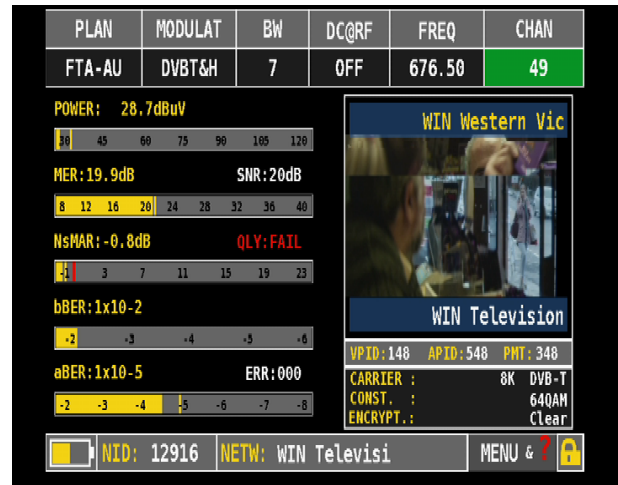 PLAN MODULAT BW DC@RF FREQ CHAN
FTA-AU DVBT&H 7 OFF 676.50 49
POWER: 28.7dBuV
30 45 60 75 90 105 120
MER:19.9dB SNR:20dB
8 12 16 20 24 28 32 36 40
NsMAR:-0.8dB QLY:FAIL
-1 3 7 11 15 19 23
bBER:1x10-2
-2 -3 -4 -5 -6
aBER:1x10-5 ERR:000
-2 -3 -4 -5 -6 -7 -8
WIN Western Vic
WIN Television
VPID:148 APID:548 PMT:348
CARRIER : 8K DVB-T
CONST. : 64QAM
ENCRYPT.: Clear
NID: 12916 NETW: WIN Televisi MENU & ?